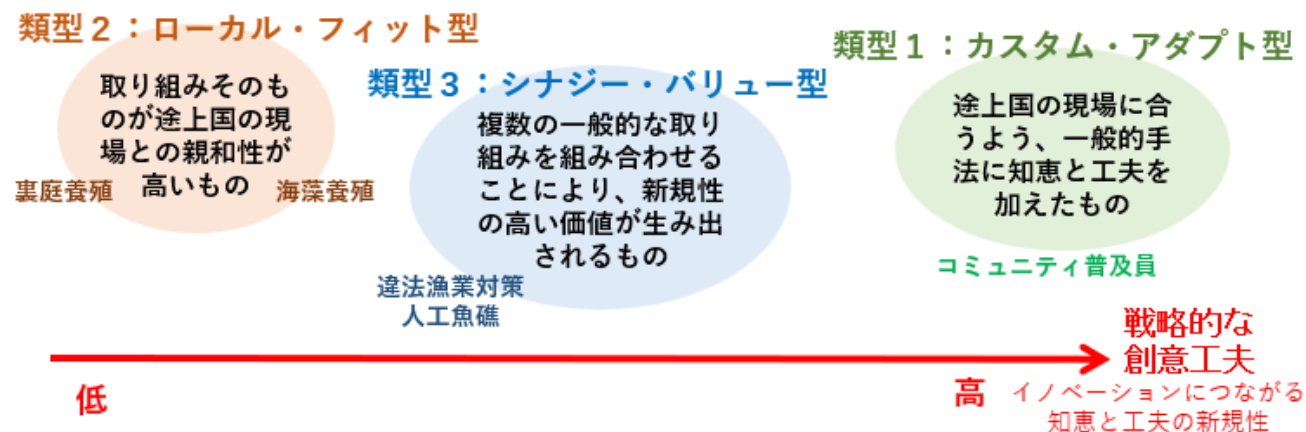 類型２：ローカル・フィット型
取り組みそのも
のが途上国の現
場との親和性が
高いもの
裏庭養殖
海藻養殖
類型３：シナジー・バリュー型
複数の一般的な取り
組みを組み合わせる
ことにより、新規性
の高い価値が生み出
されるもの
違法漁業対策
人工魚礁
類型１：カスタム・アダプト型
途上国の現場に合
うよう、一般的手
法に知恵と工夫を
加えたもの
コミュニティ普及員
低
高
戦略的な
創意工夫
イノベーションにつながる
知恵と工夫の新規性